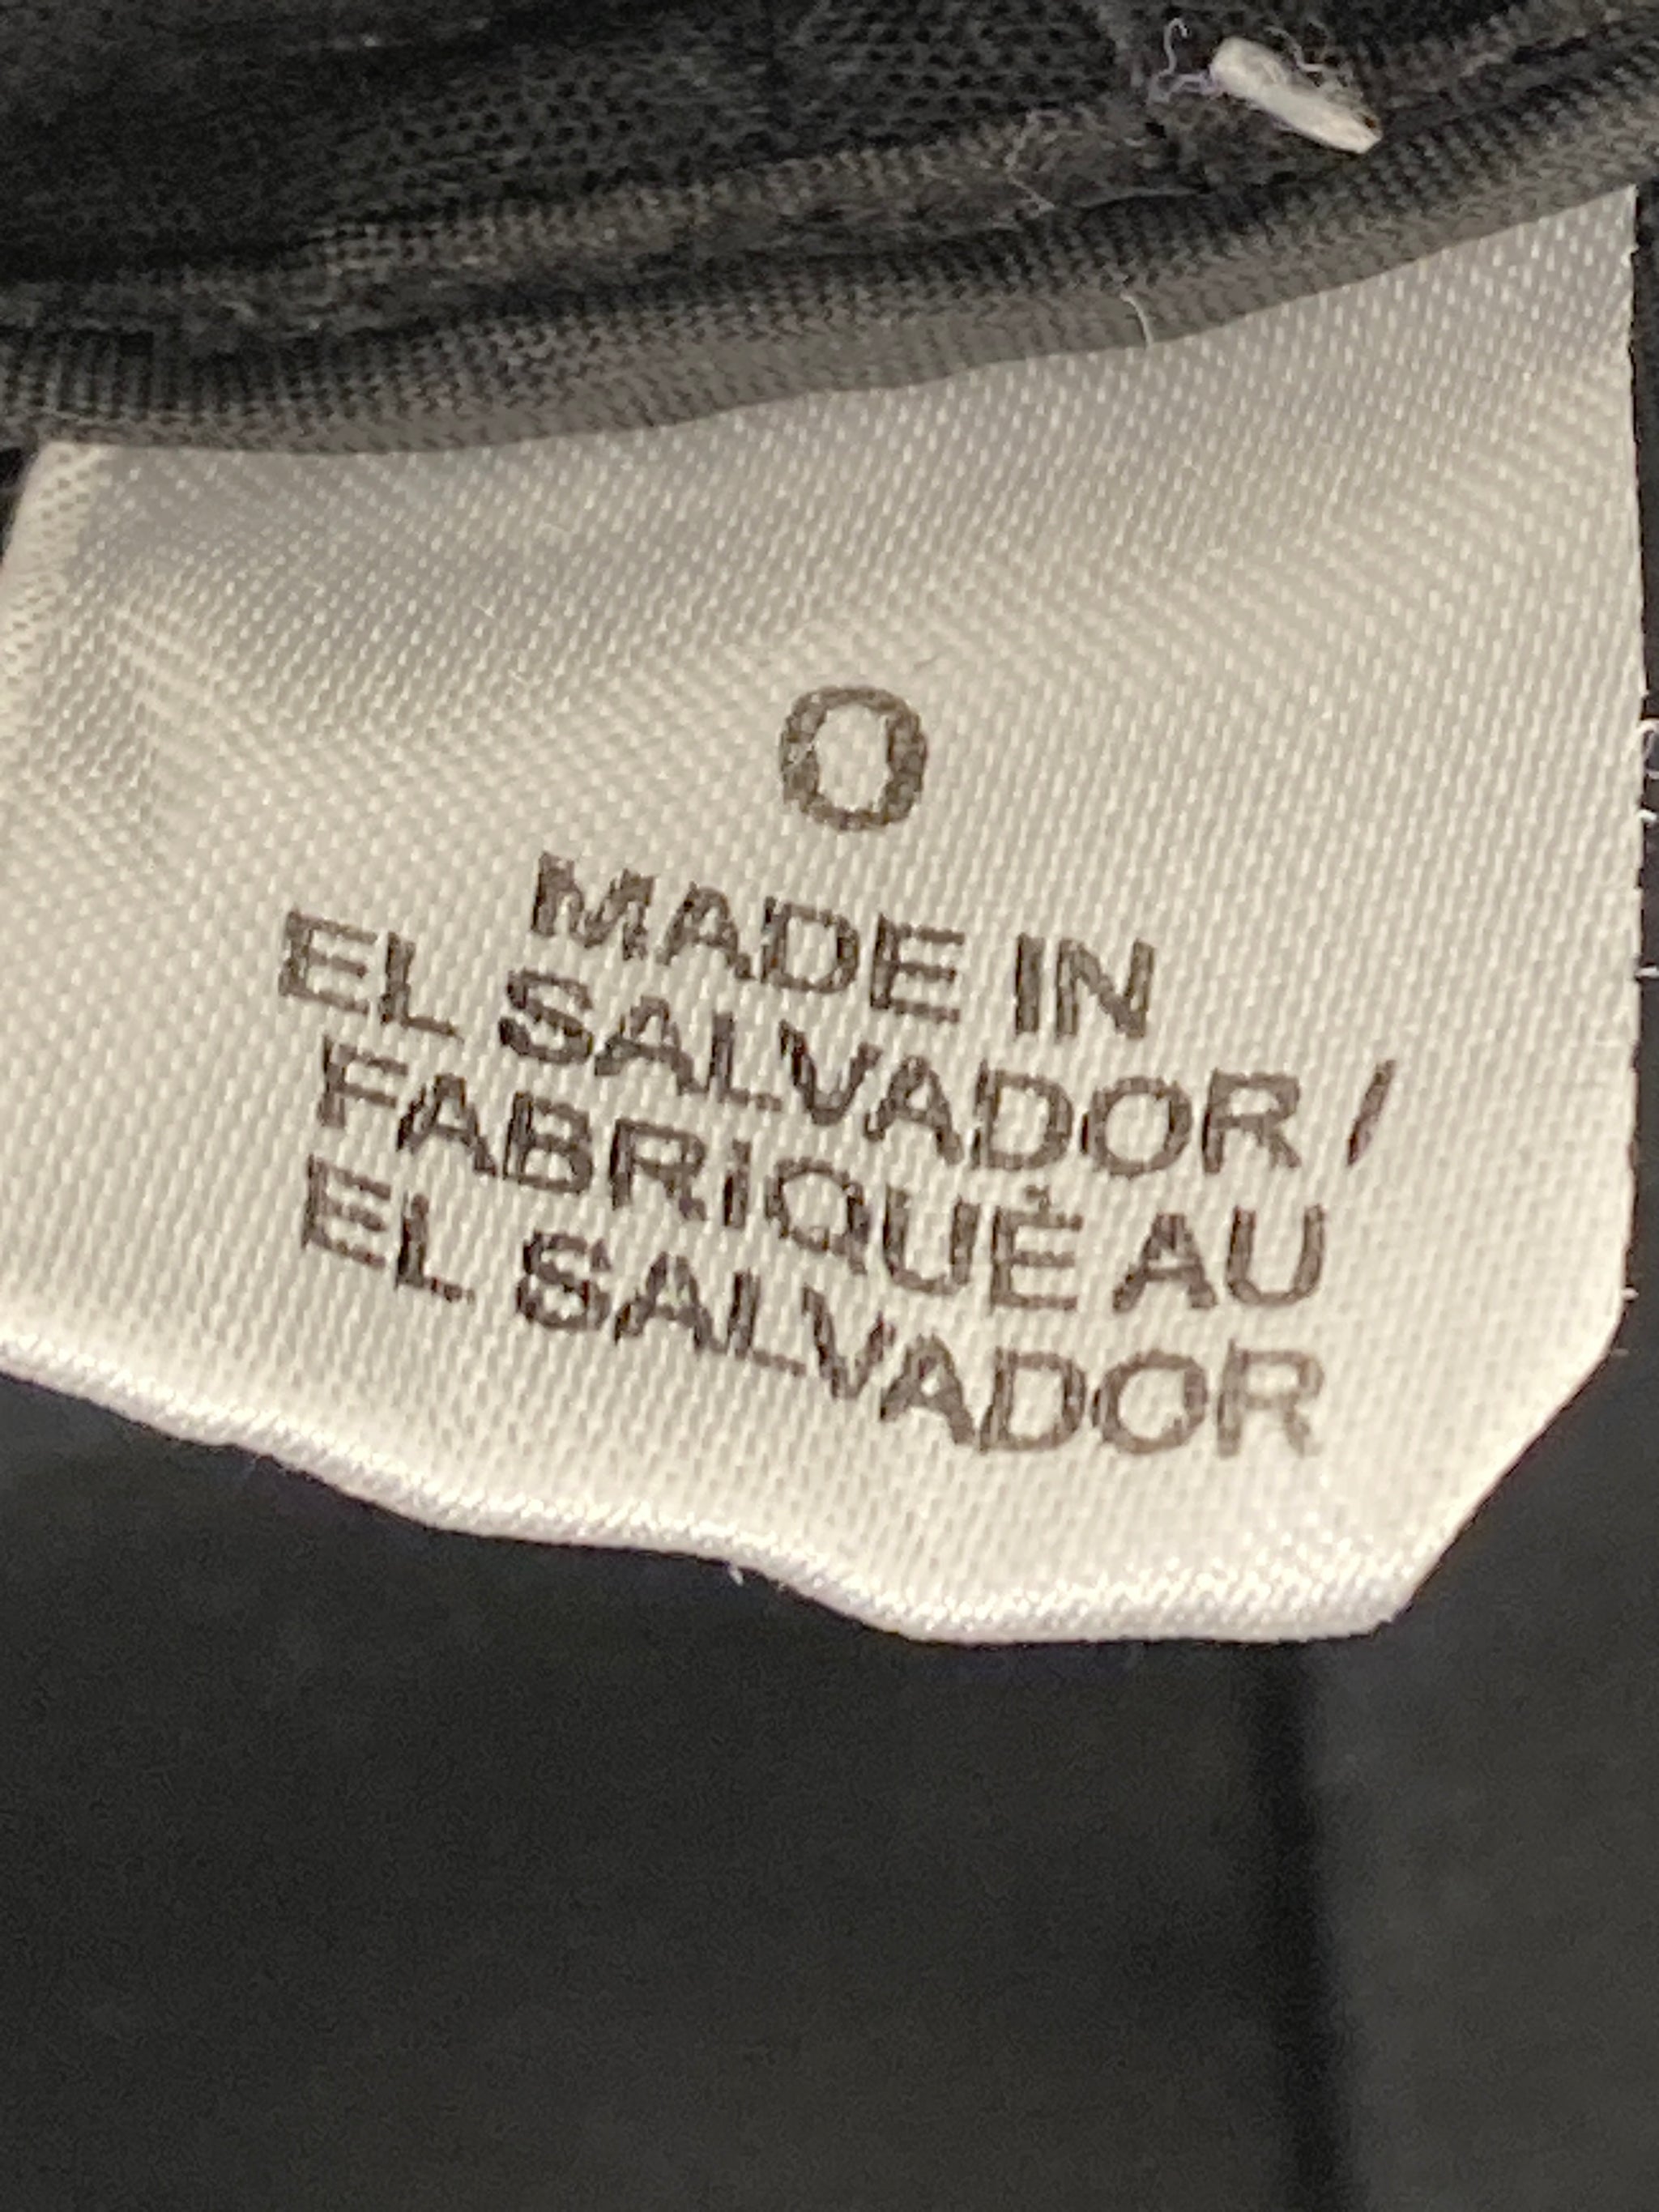 0
MADE IN
EL SALVADOR /
FABRIQUÉ AU
EL SALVADOR